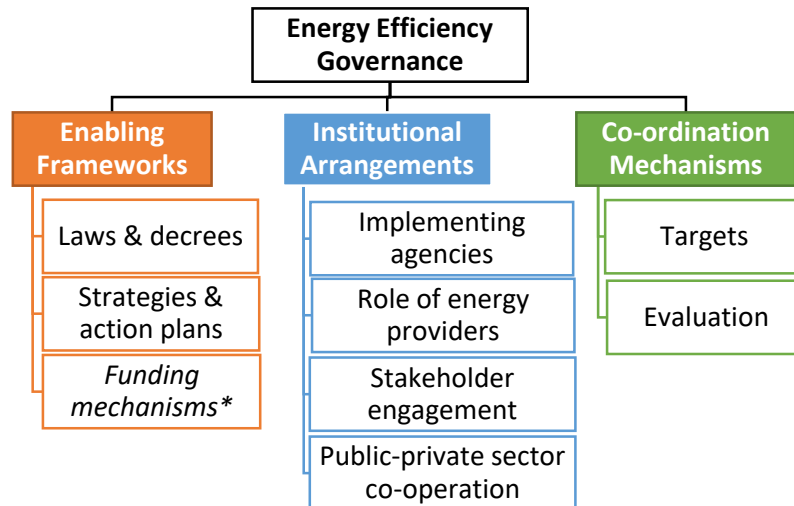 Energy Efficiency
Governance
Enabling
Frameworks
Laws & decrees
Strategies &
action plans
Funding
mechanisms*
Institutional
Arrangements
Implementing
agencies
Role of energy
providers
Stakeholder
engagement
Public-private sector
co-operation
Co-ordination
Mechanisms
Targets
Evaluation